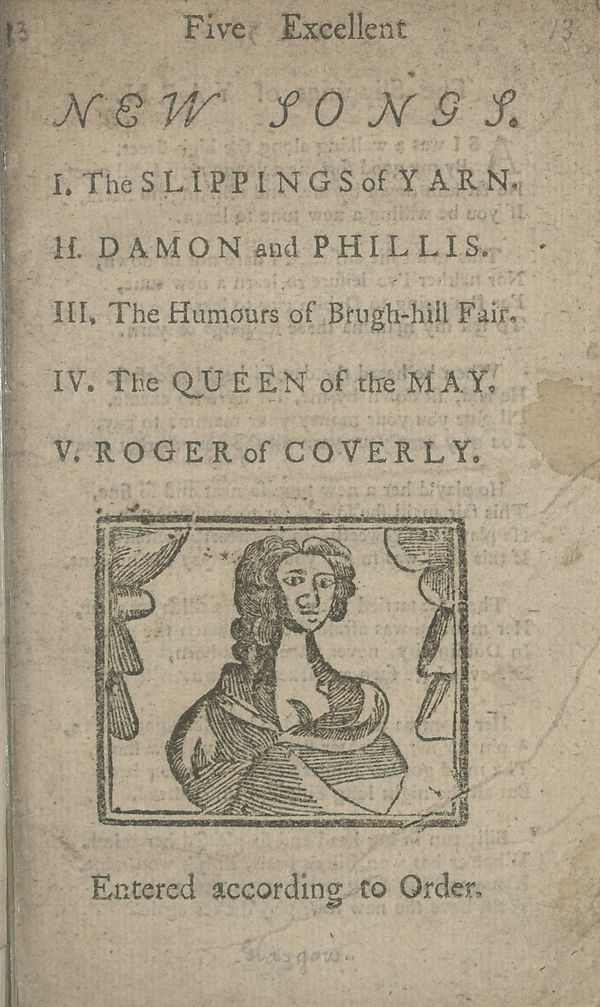 13 Five Excellent 13
NEW SONGS.
I. The SLIPPINGS of YARN.
II. DAMON and PHILLIS.
III. The Humours of Brugh-hill Fair.
IV. The QUEEN of the MAY.
V. ROGER of COVERLY.
Entered according to Order.
Glasgow.